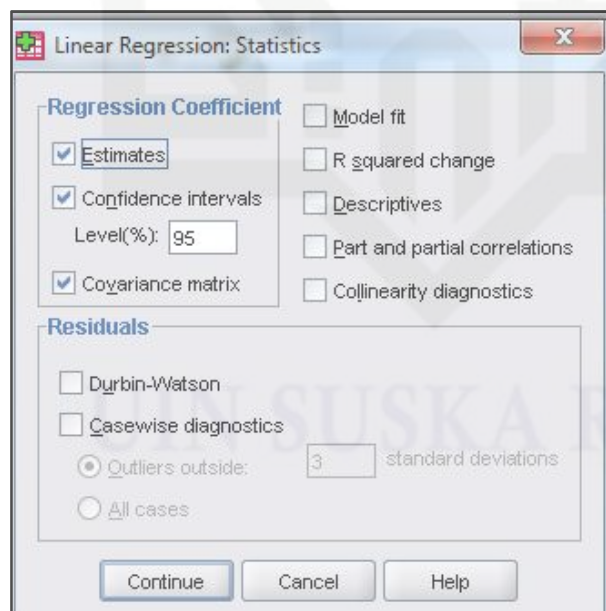 Linear Regression: Statistics
Regression Coefficient
Estimates
Confidence intervals
Level(%): 95
Covariance matrix
Model fit
R squared change
Descriptives
Part and partial correlations
Collinearity diagnostics
Residuals
Durbin-Watson
Casewise diagnostics
Outliers outside: 3 standard deviations
All cases
UIN SUSKA R
Continue Cancel Help